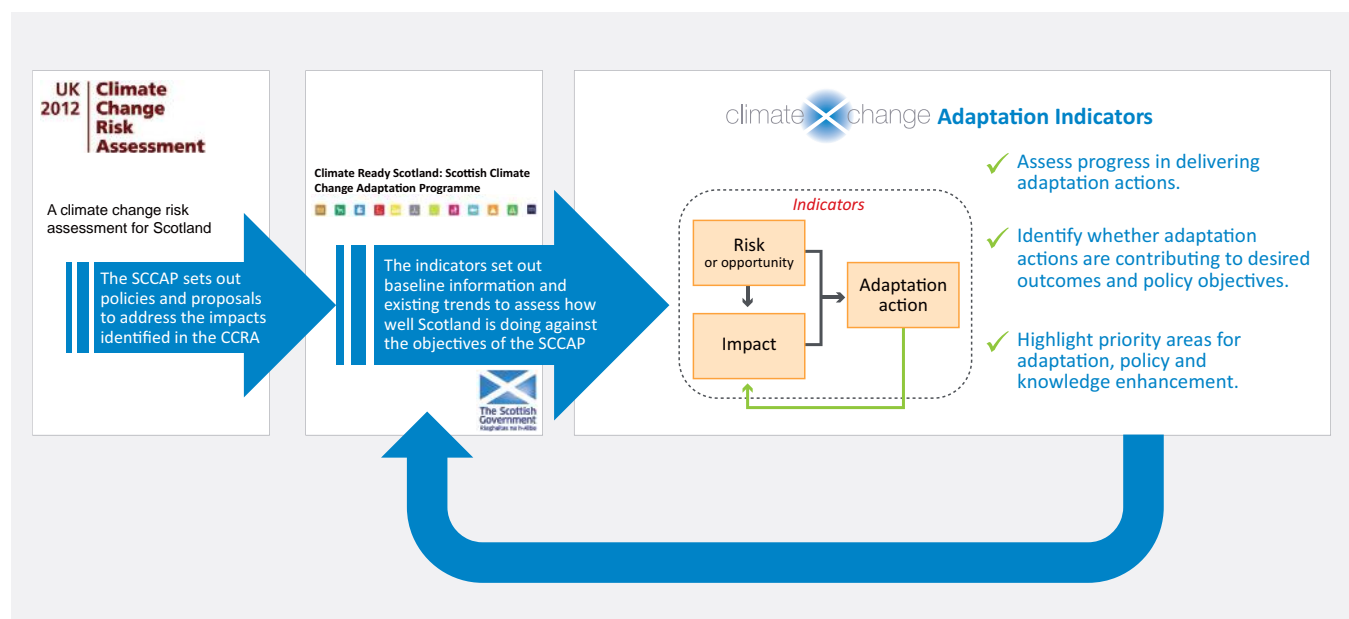 UK
2012
Climate
Change
Risk
Assessment
A climate change risk
assessment for Scotland
The SCCAP sets out
policies and proposals
to address the impacts
identified in the CCRA
Climate Ready Scotland: Scottish Climate
Change Adaptation Programme
The indicators set out
baseline information and
existing trends to assess how
well Scotland is doing against
the objectives of the SCCAP
The Scottish
Government
Riaghaltas na h-Alba
climateXchange Adaptation Indicators
Indicators
Risk
or opportunity
Impact
Adaptation
action
Assess progress in delivering
adaptation actions.
Identify whether adaptation
actions are contributing to desired
outcomes and policy objectives.
Highlight priority areas for
adaptation, policy and
knowledge enhancement.